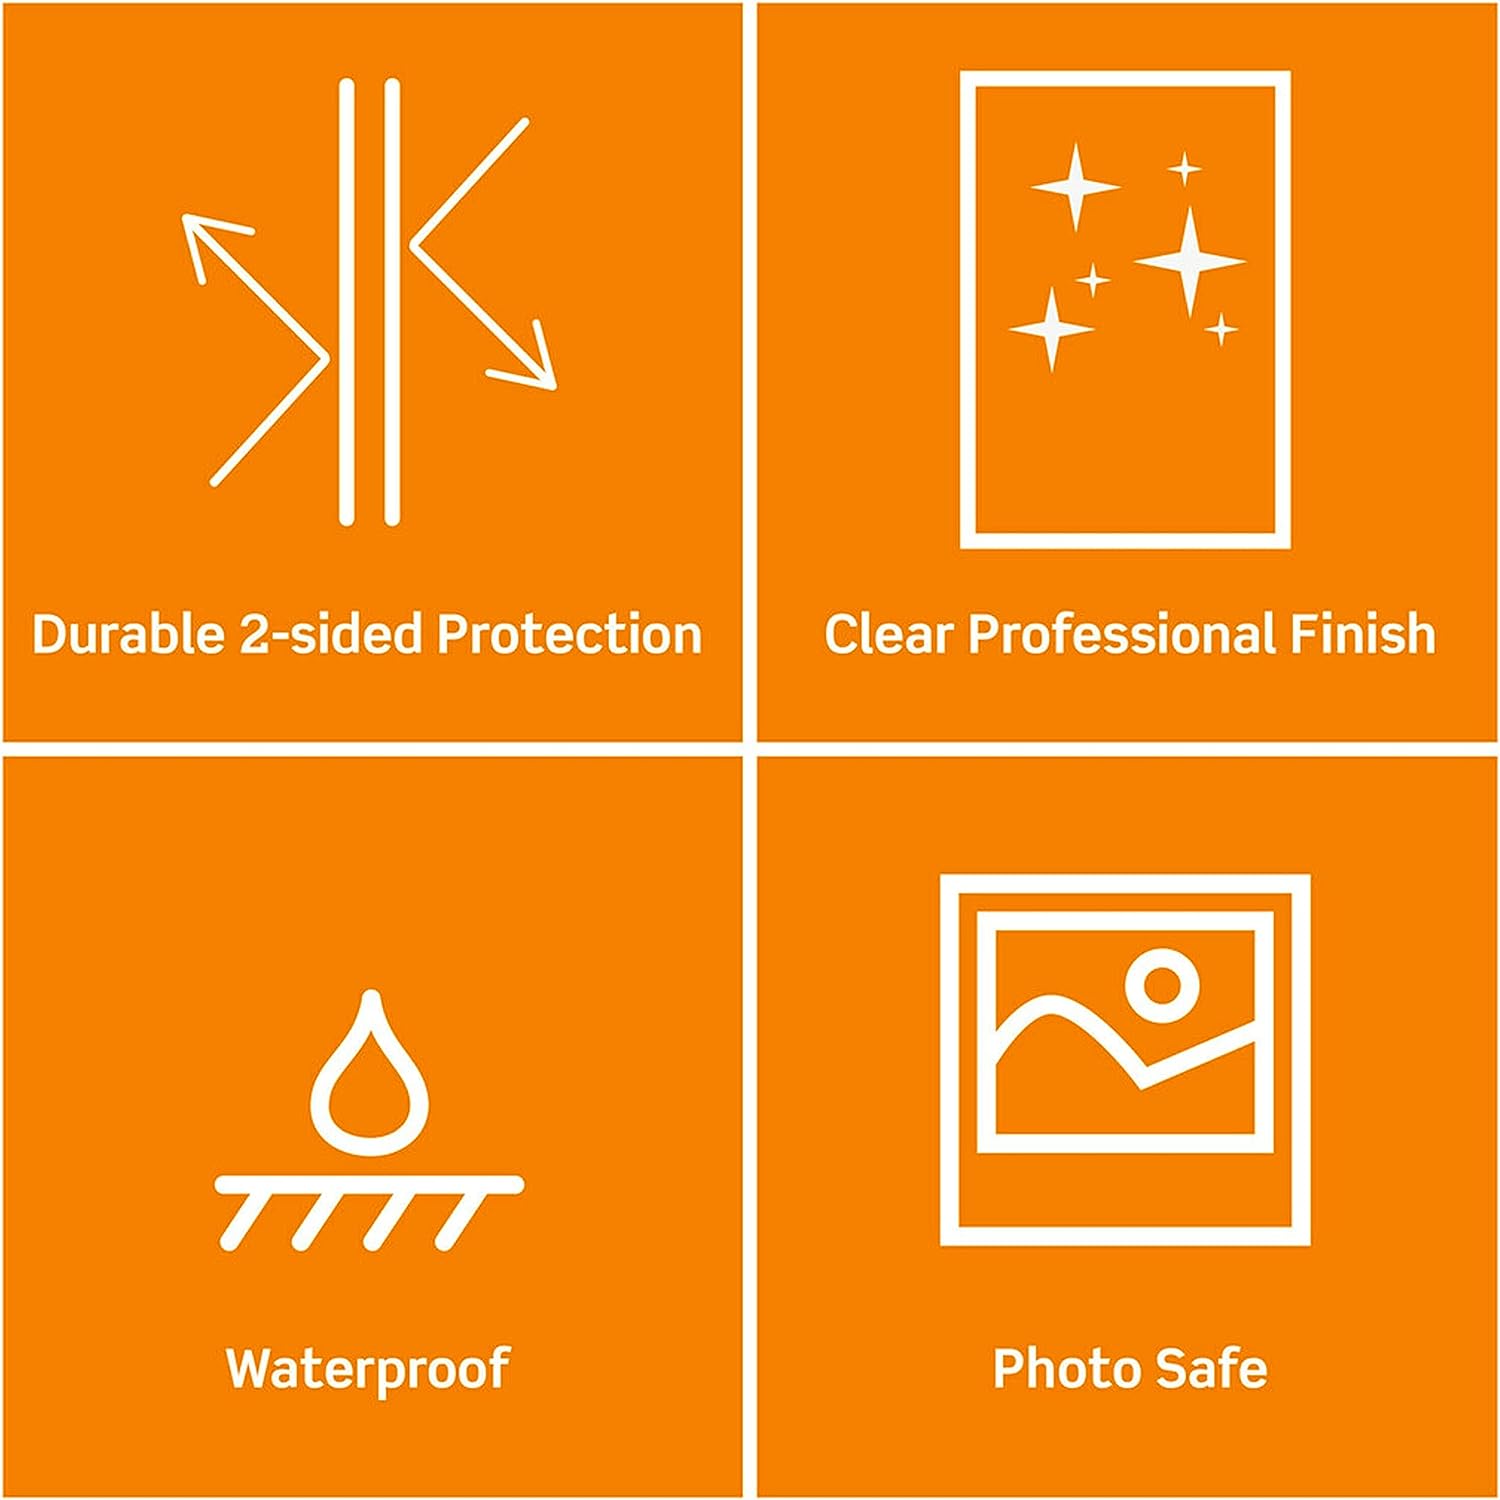 Durable 2-sided Protection
Clear Professional Finish
Waterproof
Photo Safe